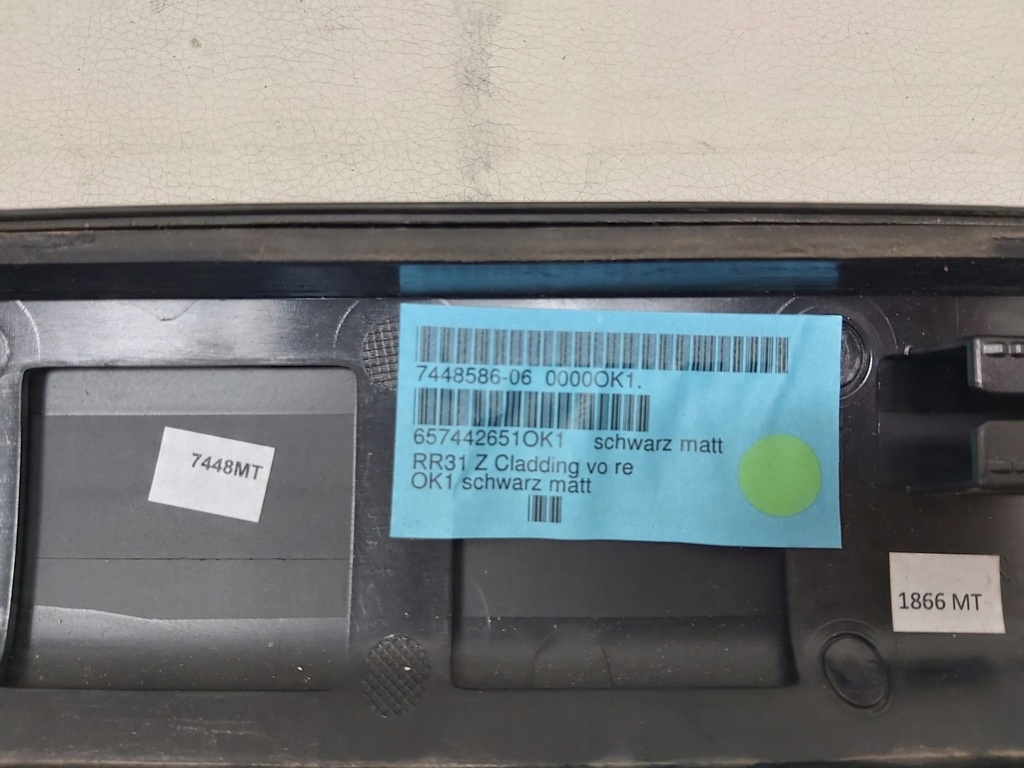 7448586-06 0000OK1.
657442651OK1 schwarz matt
RR31 Z Cladding vo re
OK1 schwarz matt
7448MT
1866 MT